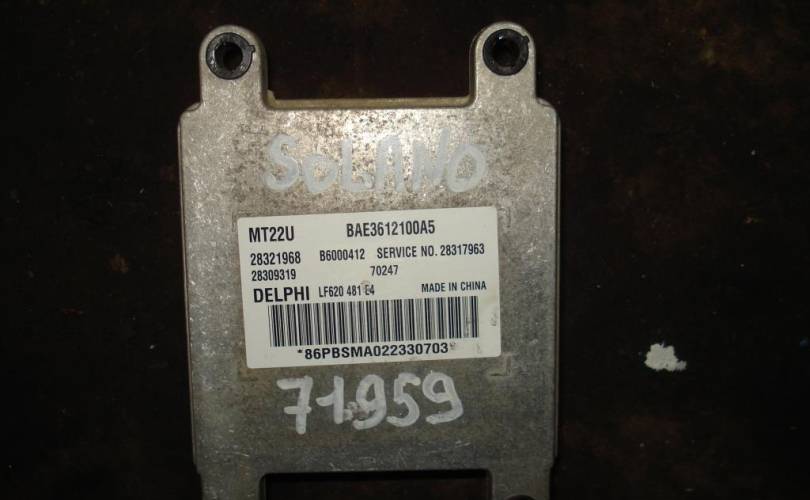 SOLANO
MT22U BAE3612100A5
28321968 B6000412 SERVICE NO. 28317963
28309319 70247
DELPHI LF620 481 E4 MADE IN CHINA
*86PBSMA022330703*
71959